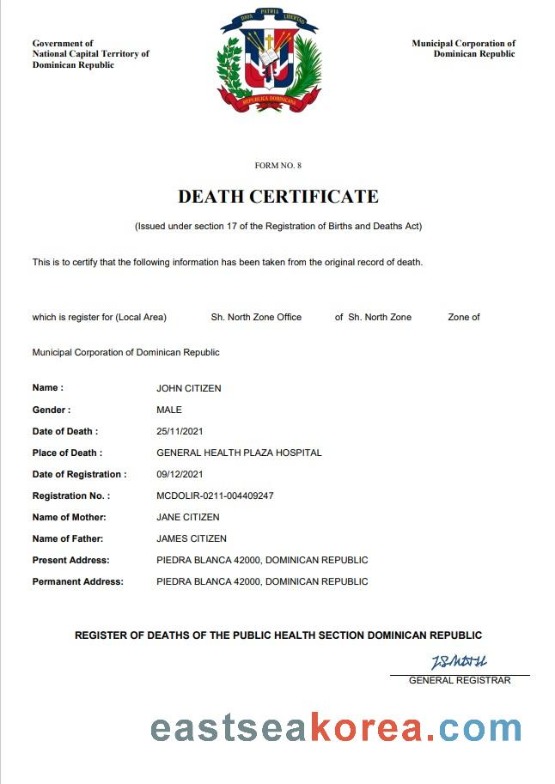 DIOS PATRIA LIBERTAD
Government of
National Capital Territory of
Dominican Republic
Municipal Corporation of
Dominican Republic
REPUBLICA DOMINICANA
FORM NO. 8
DEATH CERTIFICATE
(Issued under section 17 of the Registration of Births and Deaths Act)
This is to certify that the following information has been taken from the original record of death.
which is register for (Local Area) Sh. North Zone Office of Sh. North Zone Zone of
Municipal Corporation of Dominican Republic
Name : JOHN CITIZEN
Gender : MALE
Date of Death : 25/11/2021
Place of Death : GENERAL HEALTH PLAZA HOSPITAL
Date of Registration : 09/12/2021
Registration No. : MCDOLIR-0211-004409247
Name of Mother: JANE CITIZEN
Name of Father: JAMES CITIZEN
Present Address: PIEDRA BLANCA 42000, DOMINICAN REPUBLIC
Permanent Address: PIEDRA BLANCA 42000, DOMINICAN REPUBLIC
REGISTER OF DEATHS OF THE PUBLIC HEALTH SECTION DOMINICAN REPUBLIC
GENERAL REGISTRAR
eastseakorea.com